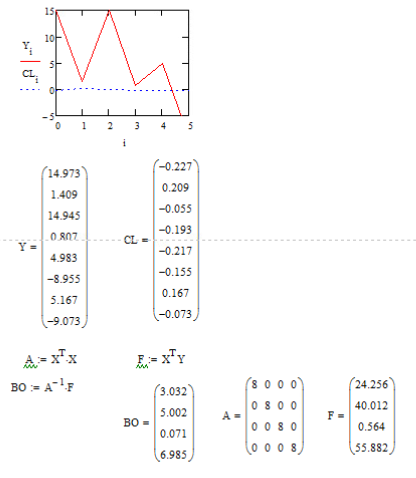 15
10
5
0
−5
Y i
CL i
0 1 2 3 4 5
i
Y =
14.973
1.409
14.945
0.807
4.983
−8.955
5.167
−9.073
CL =
−0.227
0.209
−0.055
−0.193
−0.217
−0.155
0.167
−0.073
A := X^T·X
F := X^T Y
BO := A^−1·F
BO =
3.032
5.002
0.071
6.985
A =
8 0 0 0
0 8 0 0
0 0 8 0
0 0 0 8
F =
24.256
40.012
0.564
55.882